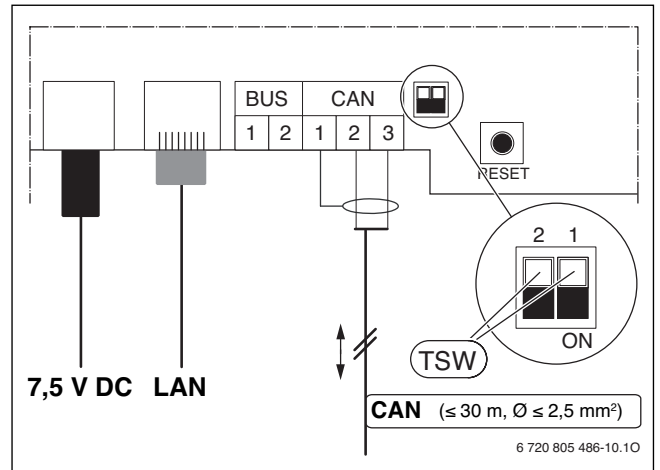 BUS CAN
1 2 1 2 3
RESET
2 1
ON
TSW
7,5 V DC LAN
CAN (≤ 30 m, Ø ≤ 2,5 mm²)
6 720 805 486-10.1O